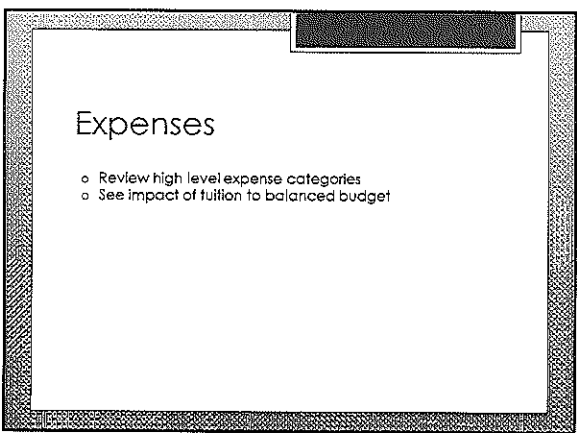 Expenses
o Review high level expense categories
o See impact of tuition to balanced budget